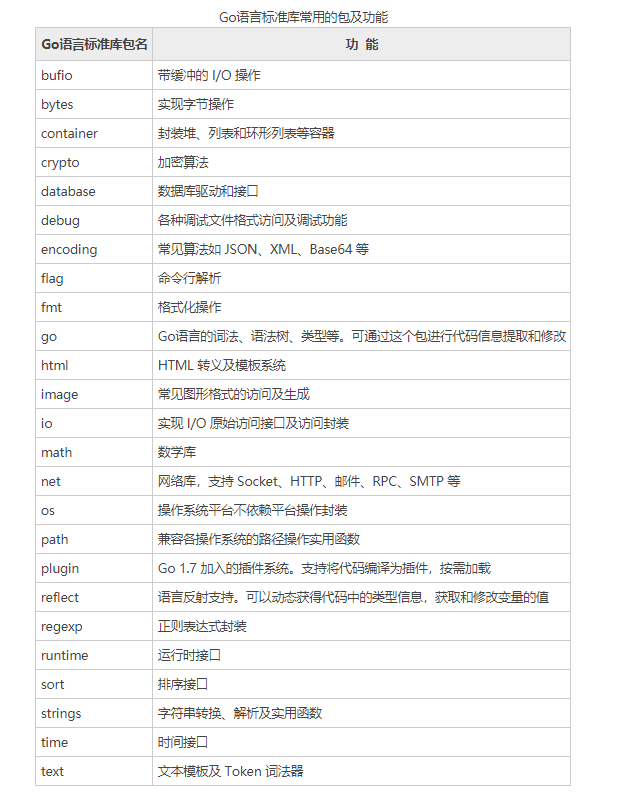 Go语言标准库常用的包及功能
Go语言标准库包名 功 能
bufio 带缓冲的 I/O 操作
bytes 实现字节操作
container 封装堆、列表和环形列表等容器
crypto 加密算法
database 数据库驱动和接口
debug 各种调试文件格式访问及调试功能
encoding 常见算法如 JSON、XML、Base64 等
flag 命令行解析
fmt 格式化操作
go Go语言的词法、语法树、类型等。可通过这个包进行代码信息提取和修改
html HTML 转义及模板系统
image 常见图形格式的访问及生成
io 实现 I/O 原始访问接口及访问封装
math 数学库
net 网络库，支持 Socket、HTTP、邮件、RPC、SMTP 等
os 操作系统平台不依赖平台操作封装
path 兼容各操作系统的路径操作实用函数
plugin Go 1.7 加入的插件系统。支持将代码编译为插件，按需加载
reflect 语言反射支持。可以动态获得代码中的类型信息，获取和修改变量的值
regexp 正则表达式封装
runtime 运行时接口
sort 排序接口
strings 字符串转换、解析及实用函数
time 时间接口
text 文本模板及 Token 词法器